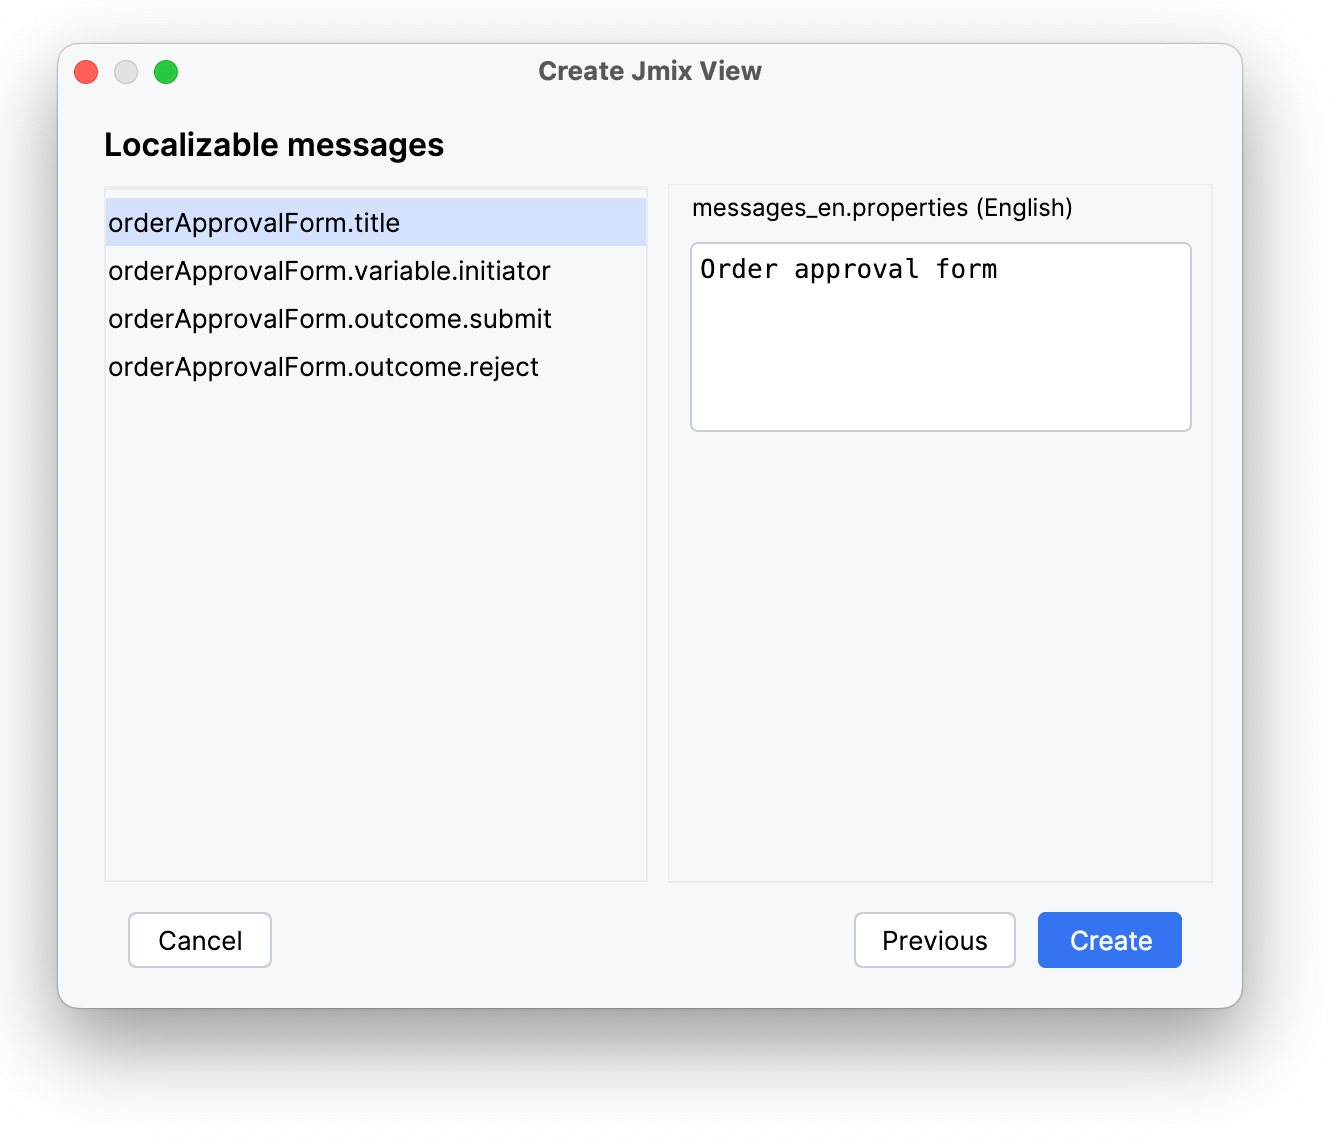 Create Jmix View
Localizable messages
orderApprovalForm.title
orderApprovalForm.variable.initiator
orderApprovalForm.outcome.submit
orderApprovalForm.outcome.reject
messages_en.properties (English)
Order approval form
Cancel
Previous
Create